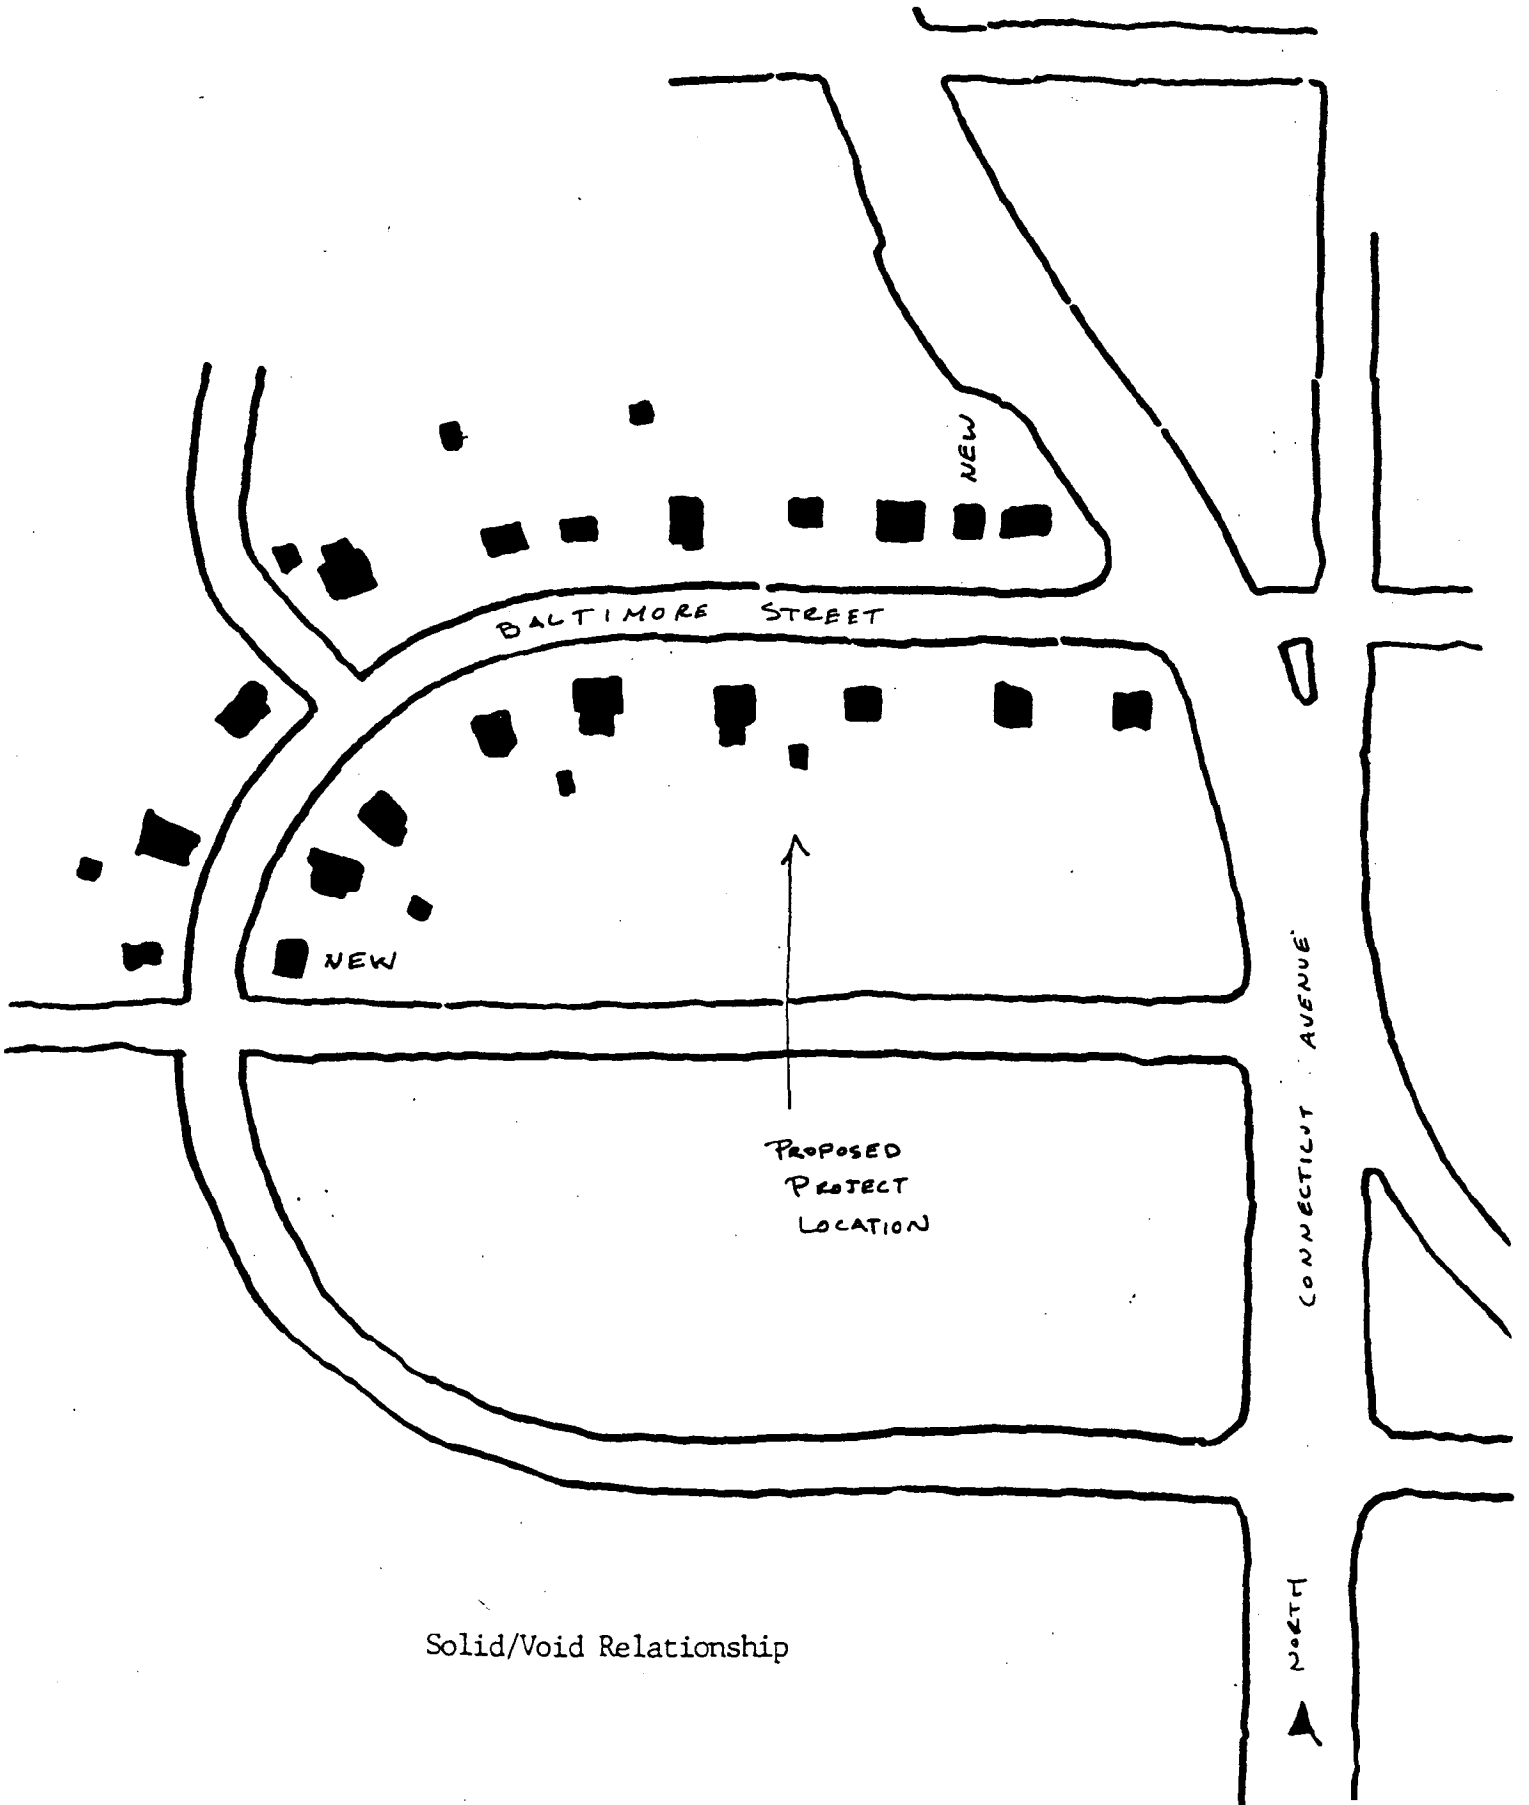 NEW
BALTIMORE STREET
NEW
CONNECTICUT AVENUE
PROPOSED
PROJECT
LOCATION
NORTH
Solid/Void Relationship